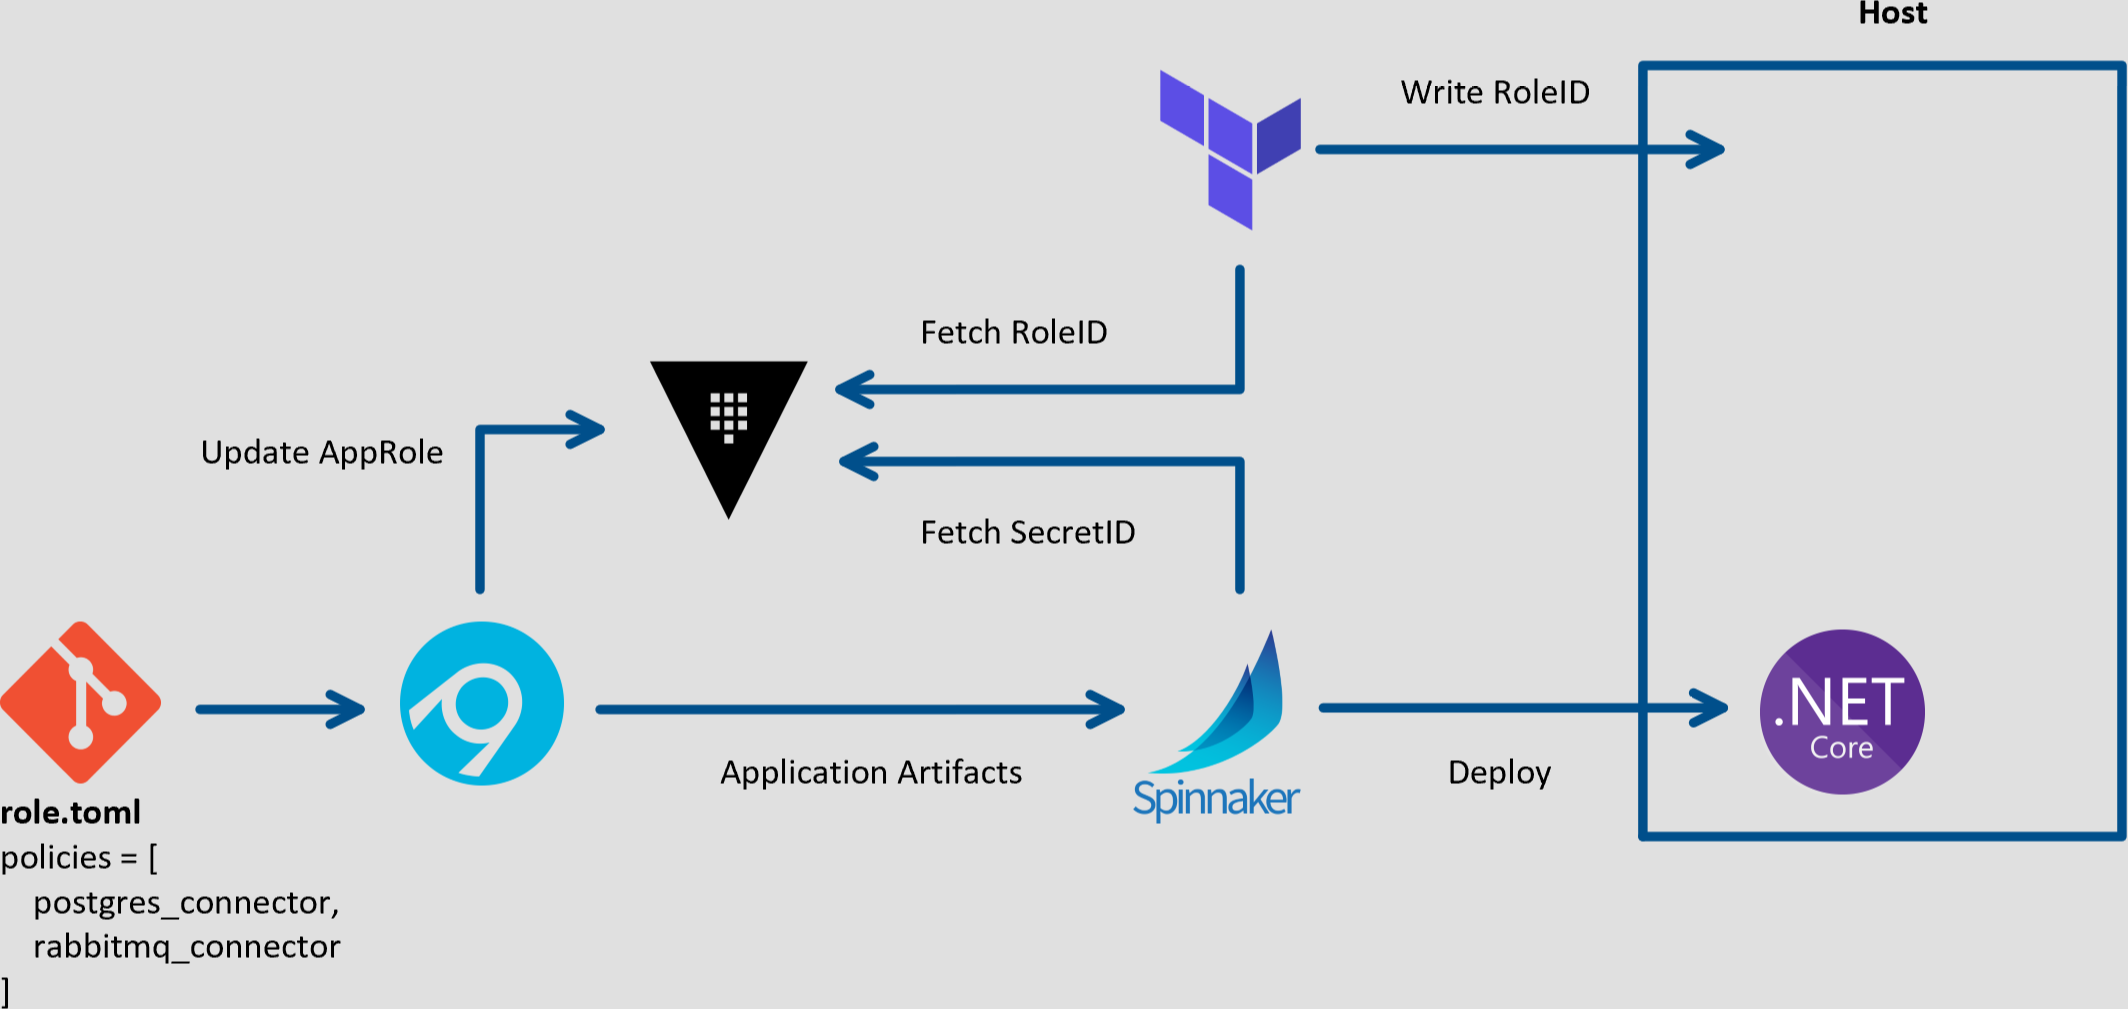 Host
Write RoleID
Fetch RoleID
Update AppRole
Fetch SecretID
.NET
Core
Application Artifacts
Spinnaker
Deploy
role.toml
policies = [
    postgres_connector,
    rabbitmq_connector
]